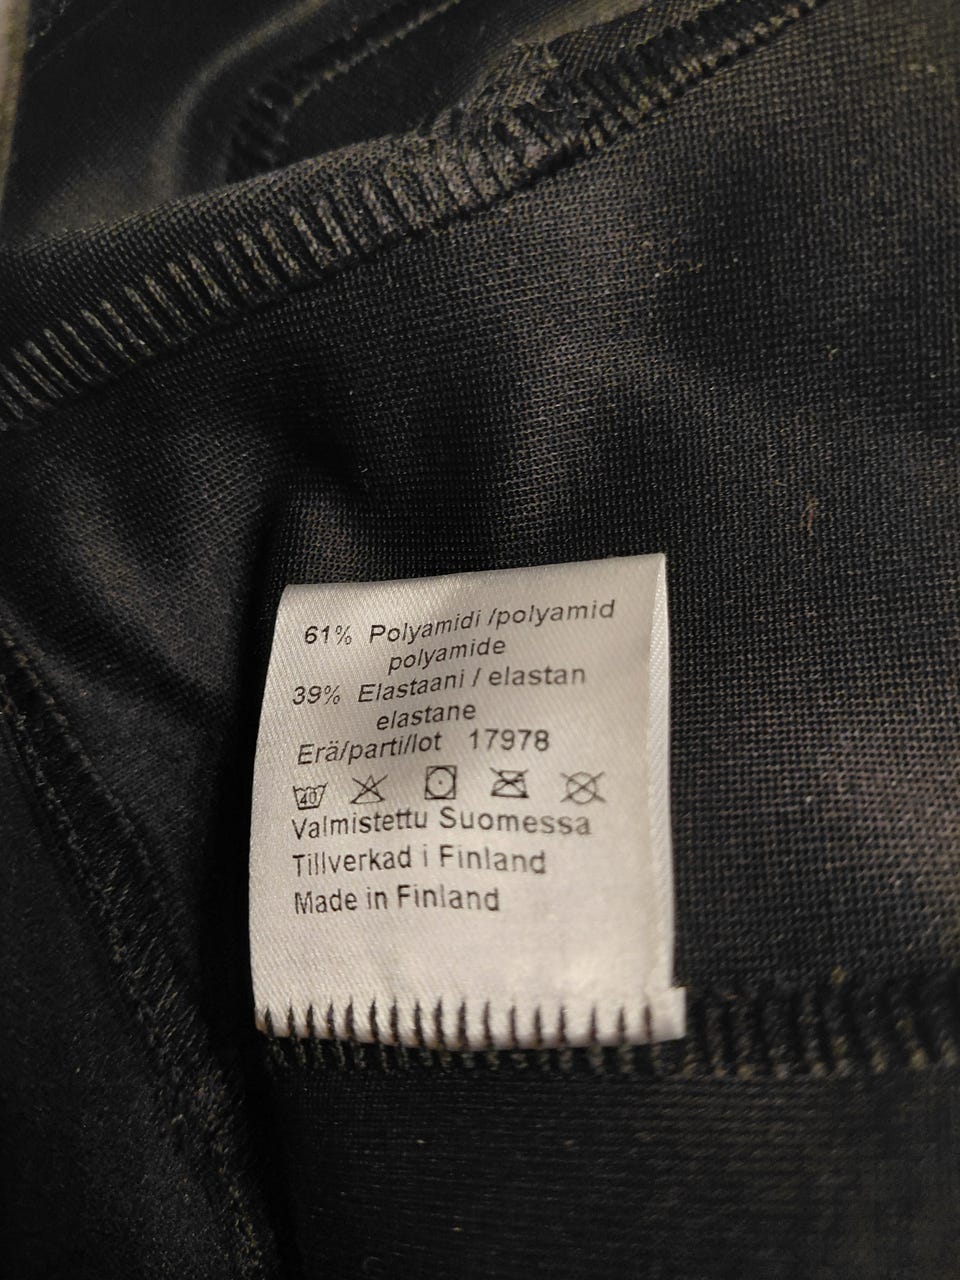 61% Polyamidi /polyamid
polyamide
39% Elastaani / elastan
elastane
Erä/parti/lot 17978
40
Valmistettu Suomessa
Tillverkad i Finland
Made in Finland